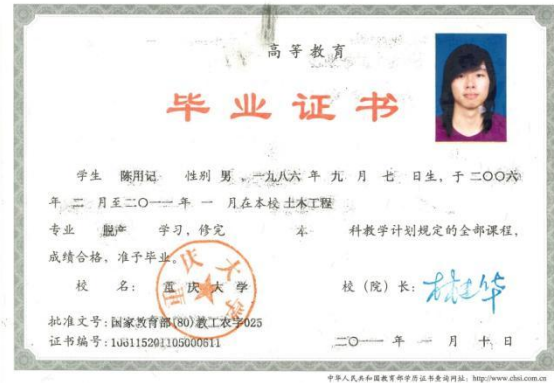 高等教育
毕业证书
学生 陈用记 性别 男，一九八六年 九 月 七 日生，于二〇〇六
年 二 月至二〇一一年 一 月在本校 土木工程
专业 脱产 学习，修完 本 科教学计划规定的全部课程，
成绩合格，准予毕业。
校 名： 重庆大学
校（院）长：
批准文号：国家教育部(80)教工农字025
证书编号：106115201105000611
二〇一一 年 一 月 十 日
中华人民共和国教育部学历证书查询网址：http://www.chsi.com.cn